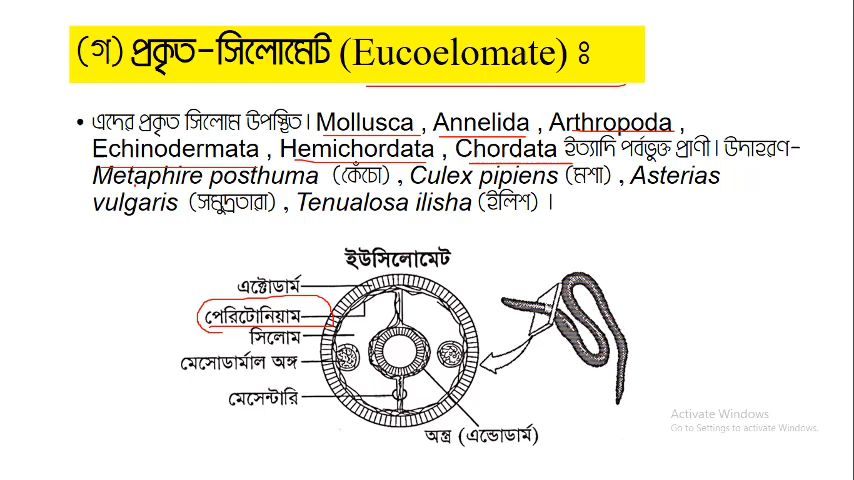 (গ) প্রকৃত-সিলোমেট (Eucoelomate) ঃ
• এদের প্রকৃত সিলোম উপস্থিত। Mollusca , Annelida , Arthropoda ,
Echinodermata , Hemichordata , Chordata ইত্যাদি পর্বভুক্ত প্রাণী। উদাহরণ-
Metaphire posthuma (কেঁচো) , Culex pipiens (মশা) , Asterias
vulgaris (সমুদ্রতারা) , Tenualosa ilisha (ইলিশ) ।
ইউসিলোমেট
এক্টোডার্ম
পেরিটোনিয়াম
সিলোম
মেসোডার্মাল অঙ্গ
মেসেন্টারি
অন্ত্র (এন্ডোডার্ম)
Activate Windows
Go to Settings to activate Windows.